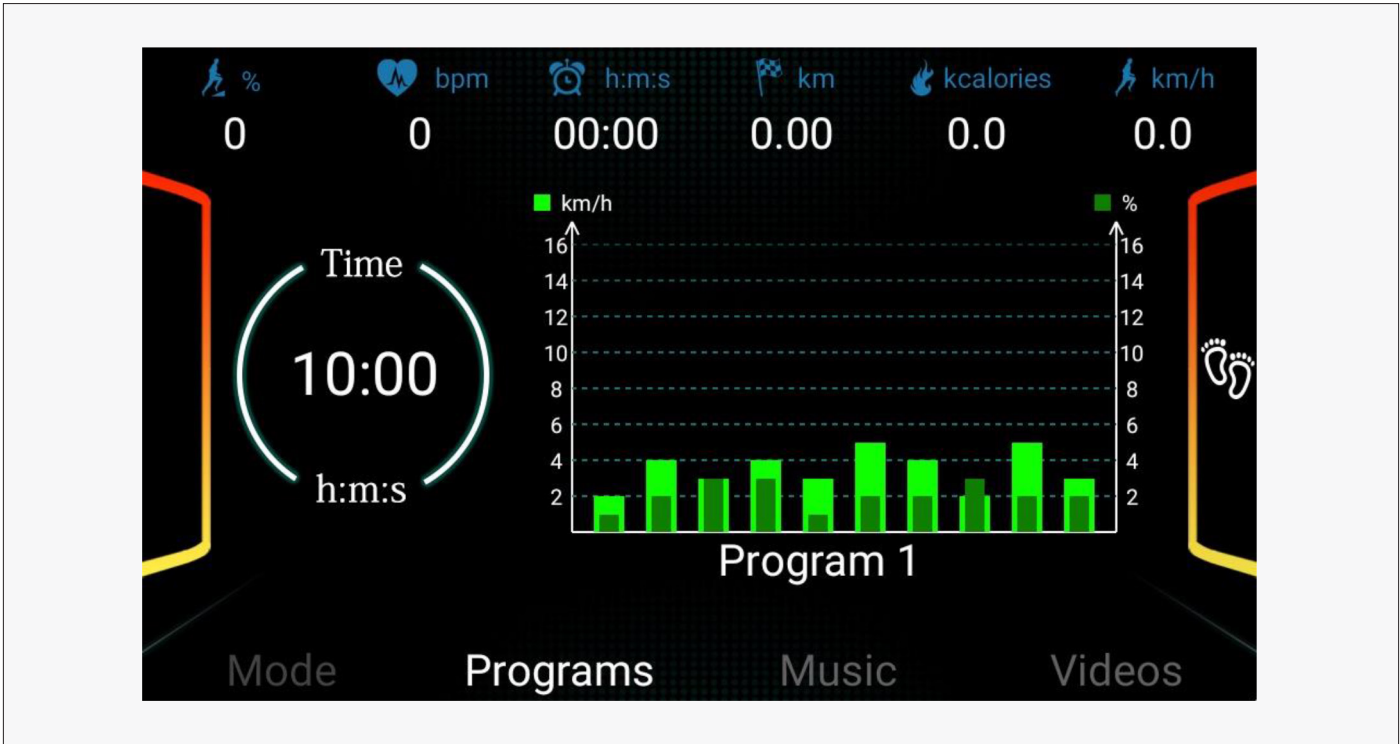 % bpm h:m:s km kcalories km/h
0 0 00:00 0.00 0.0 0.0
km/h %
16 16
Time
14 14
12 12
10:00
10 10
8 8
6 6
4 4
h:m:s
2 2
Program 1
Mode Programs Music Videos